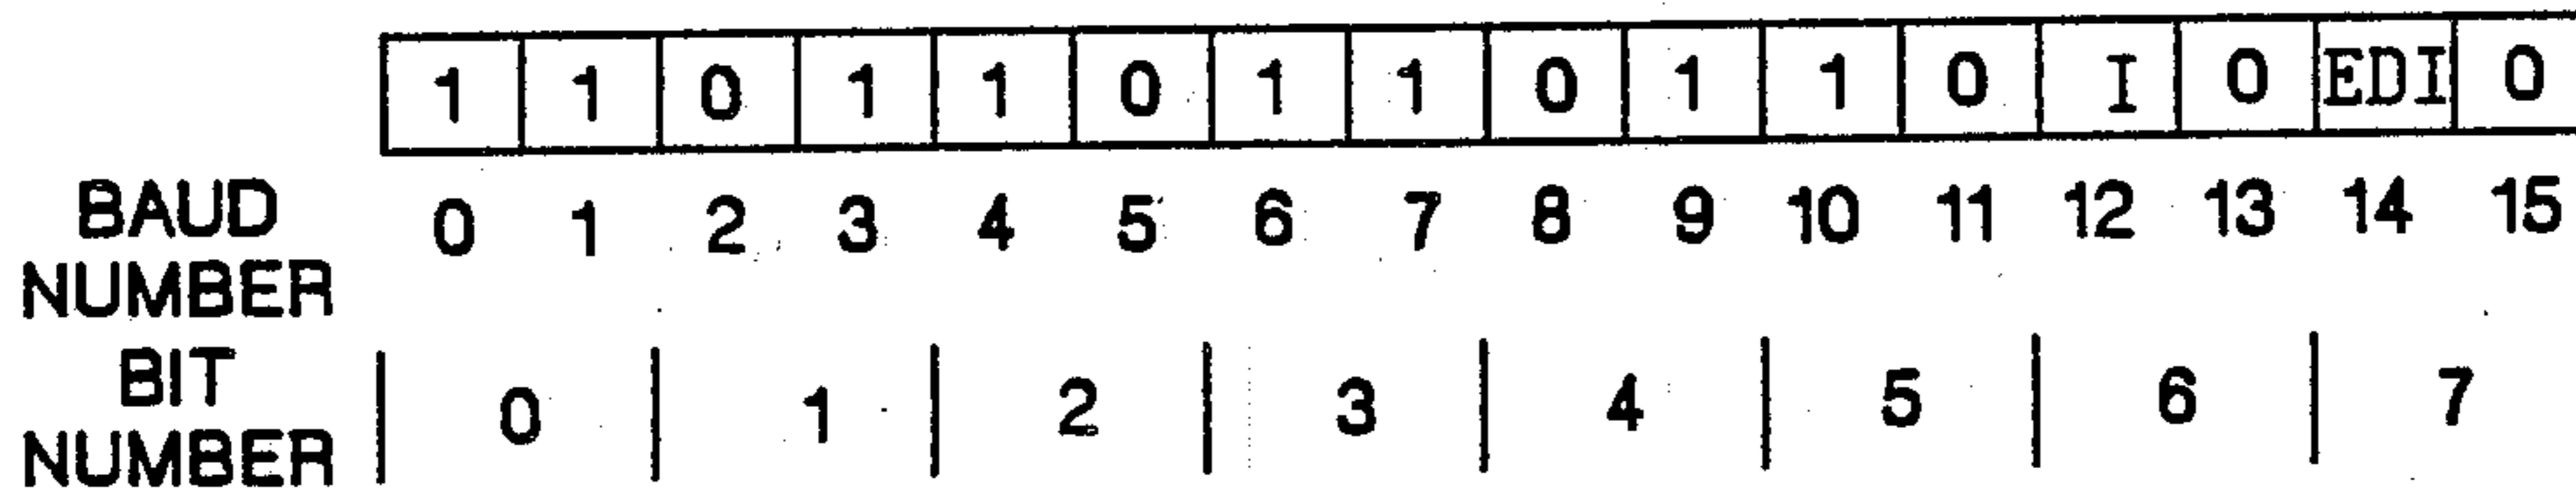 1 1 0 1 1 0 1 1 0 1 1 0 I 0 EDI 0
BAUD NUMBER 0 1 2 3 4 5 6 7 8 9 10 11 12 13 14 15
BIT NUMBER 0 1 2 3 4 5 6 7